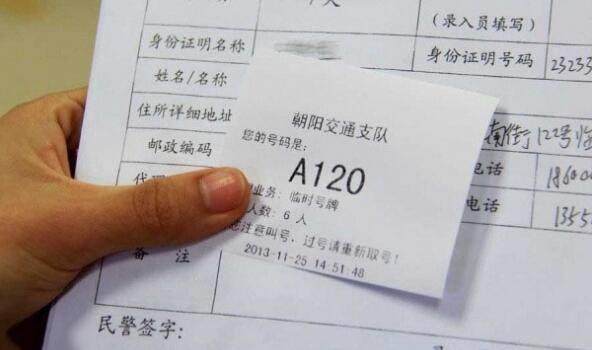 (录入员填写)
身份证明名称
身份证明号码 23233
姓名/名称
住所详细地址
南街122号临
邮政编码
电话 18600
电话 1355
备 注
民警签字:
朝阳交通支队
您的号码是:
A120
业务: 临时号牌
人数: 6 人
注意叫号, 过号请重新取号!
2013-11-25 14:51:48